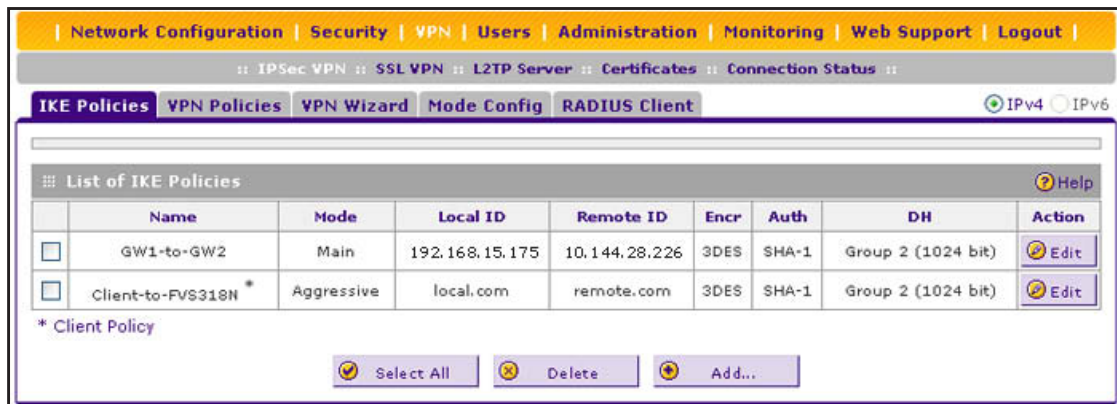 | Network Configuration | Security | VPN | Users | Administration | Monitoring | Web Support | Logout |
:: IPSec VPN :: SSL VPN :: L2TP Server :: Certificates :: Connection Status ::
IKE Policies VPN Policies VPN Wizard Mode Config RADIUS Client IPv4 IPv6
List of IKE Policies ? Help
Name Mode Local ID Remote ID Encr Auth DH Action
GW1-to-GW2 Main 192.168.15.175 10.144.28.226 3DES SHA-1 Group 2 (1024 bit) Edit
Client-to-FVS318N * Aggressive local.com remote.com 3DES SHA-1 Group 2 (1024 bit) Edit
* Client Policy
Select All Delete Add...